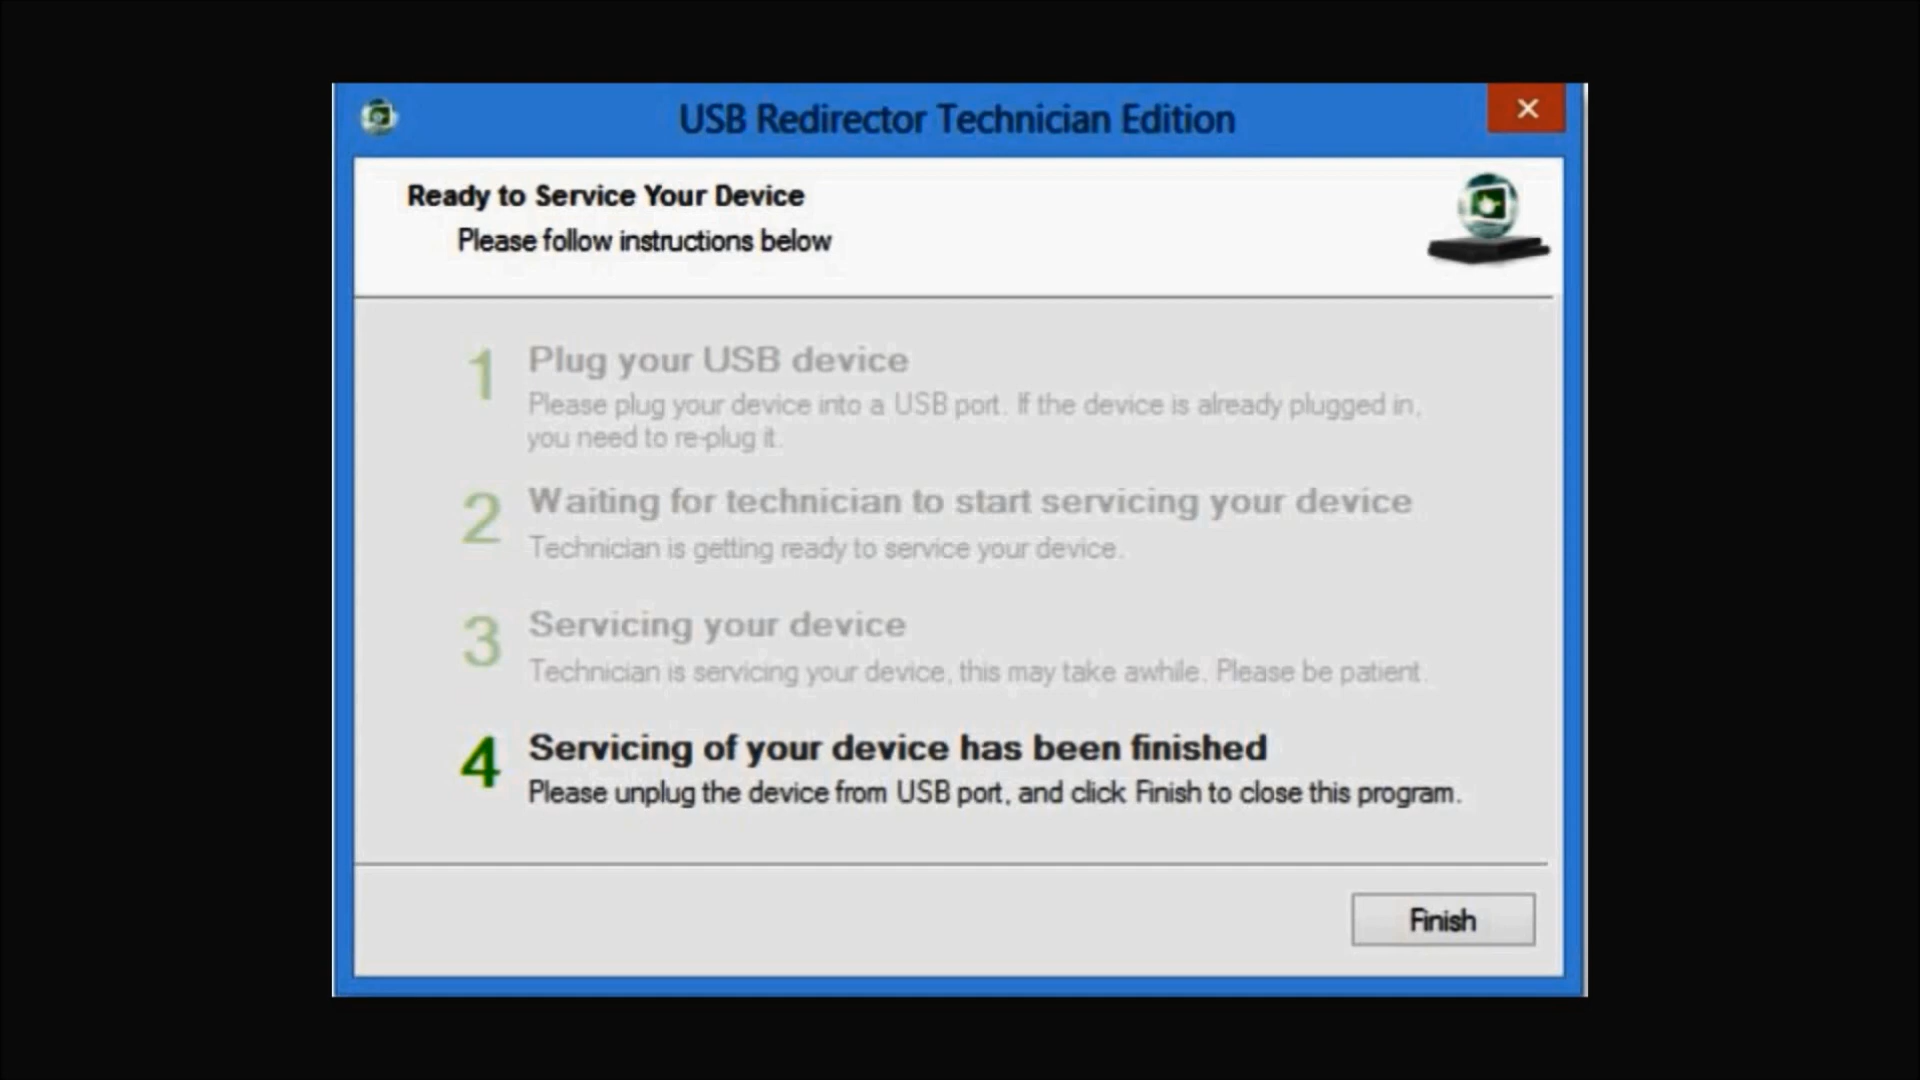 USB Redirector Technician Edition
Ready to Service Your Device
Please follow instructions below
1 Plug your USB device
Please plug your device into a USB port. If the device is already plugged in,
you need to re-plug it.
2 Waiting for technician to start servicing your device
Technician is getting ready to service your device.
3 Servicing your device
Technician is servicing your device, this may take awhile. Please be patient.
4 Servicing of your device has been finished
Please unplug the device from USB port, and click Finish to close this program.
Finish